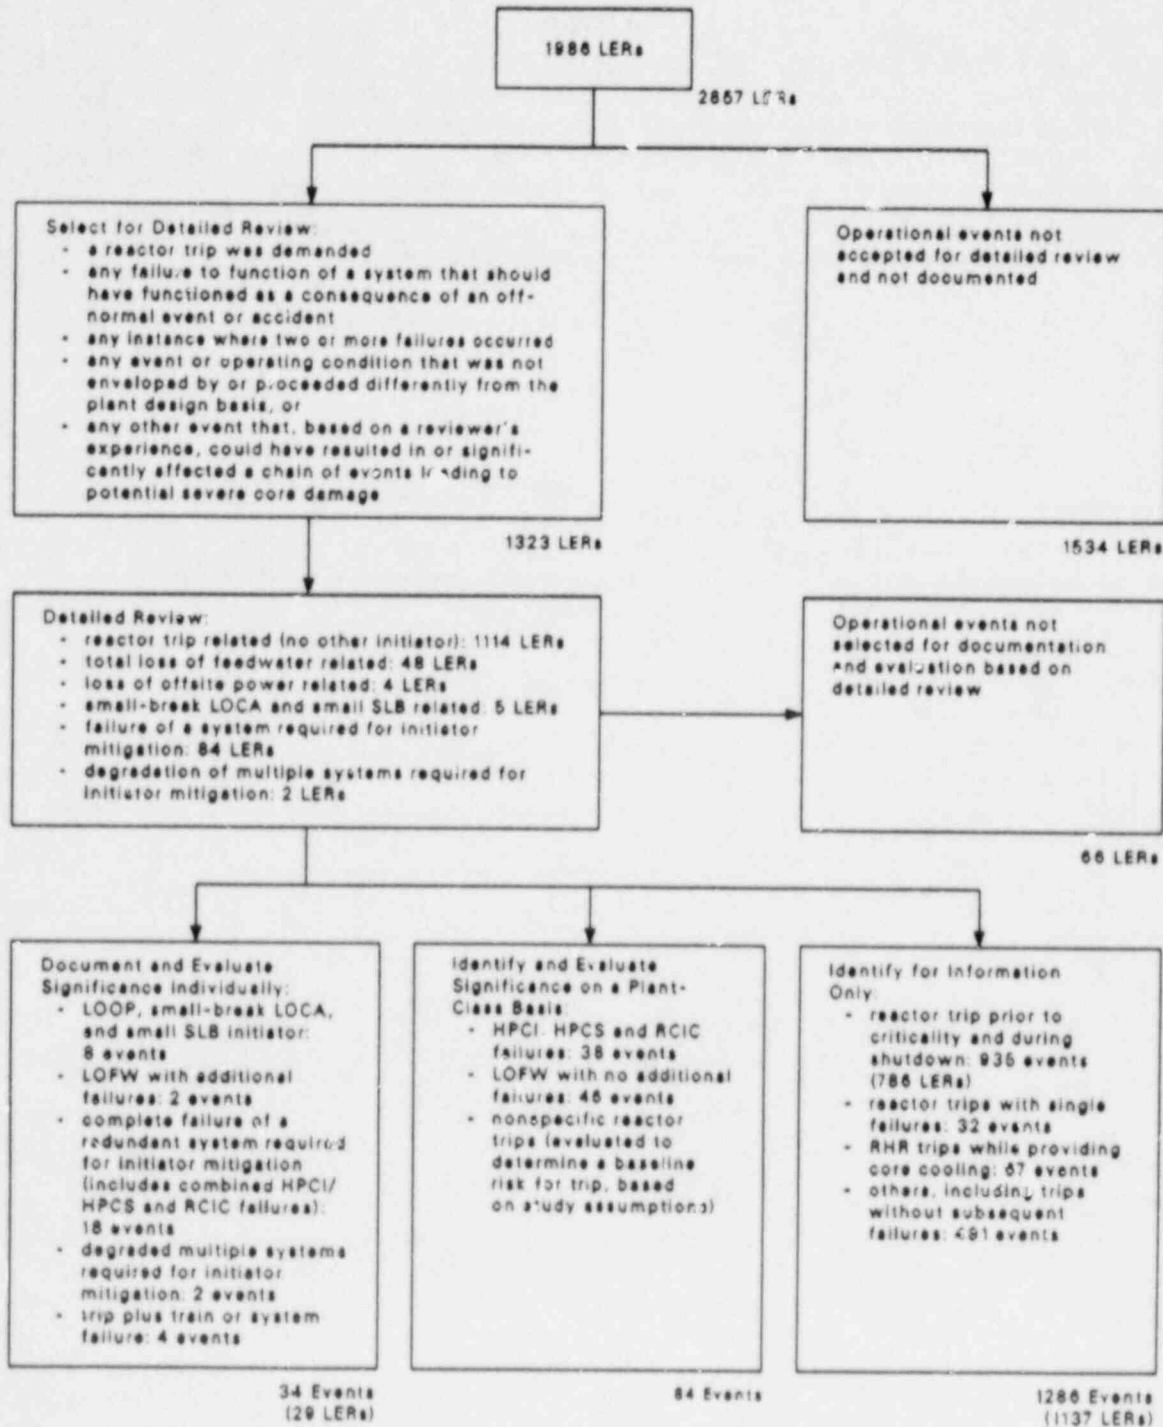 1986 LERs
2857 LERs
Select for Detailed Review:
- a reactor trip was demanded
- any failure to function of a system that should
have functioned as a consequence of an off-
normal event or accident
- any instance where two or more failures occurred
- any event or operating condition that was not
enveloped by or proceeded differently from the
plant design basis, or
- any other event that, based on a reviewer's
experience, could have resulted in or signifi-
cantly affected a chain of events leading to
potential severe core damage
1323 LERs
Operational events not
accepted for detailed review
and not documented
1534 LERs
Detailed Review:
- reactor trip related (no other initiator): 1114 LERs
- total loss of feedwater related: 48 LERs
- loss of offsite power related: 4 LERs
- small-break LOCA and small SLB related: 5 LERs
- failure of a system required for initiator
mitigation: 84 LERs
- degradation of multiple systems required for
initiator mitigation: 2 LERs
Operational events not
selected for documentation
and evaluation based on
detailed review
66 LERs
Document and Evaluate
Significance Individually:
- LOOP, small-break LOCA,
and small SLB initiator:
8 events
- LOFW with additional
failures: 2 events
- complete failure of a
redundant system required
for initiator mitigation
(includes combined HPCI/
HPCS and RCIC failures):
18 events
- degraded multiple systems
required for initiator
mitigation: 2 events
- trip plus train or system
failure: 4 events
34 Events
(29 LERs)
Identify and Evaluate
Significance on a Plant-
Class Basis:
- HPCI, HPCS and RCIC
failures: 38 events
- LOFW with no additional
failures: 46 events
- nonspecific reactor
trips (evaluated to
determine a baseline
risk for trip, based
on study assumptions)
84 Events
Identify for Information
Only:
- reactor trip prior to
criticality and during
shutdown: 935 events
(786 LERs)
- reactor trips with single
failures: 32 events
- RHR trips while providing
core cooling: 67 events
- others, including trips
without subsequent
failures: events
1286 Events
(1137 LERs)